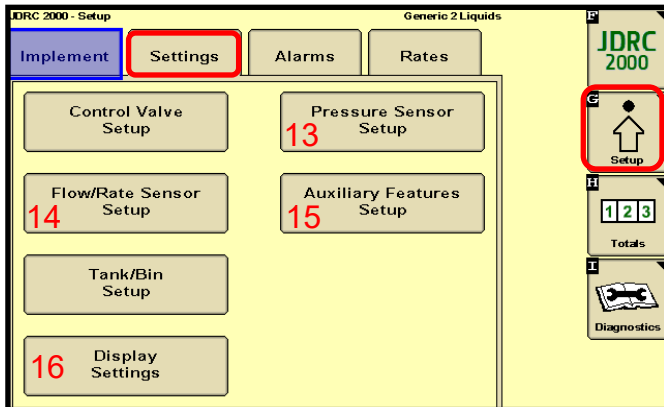 JDRC 2000 - Setup
Generic 2 Liquids
Implement
Settings
Alarms
Rates
Control Valve
Setup
13
Pressure Sensor
Setup
14
Flow/Rate Sensor
Setup
15
Auxiliary Features
Setup
Tank/Bin
Setup
16
Display
Settings
F
JDRC
2000
G
Setup
H
1 2 3
Totals
I
Diagnostics